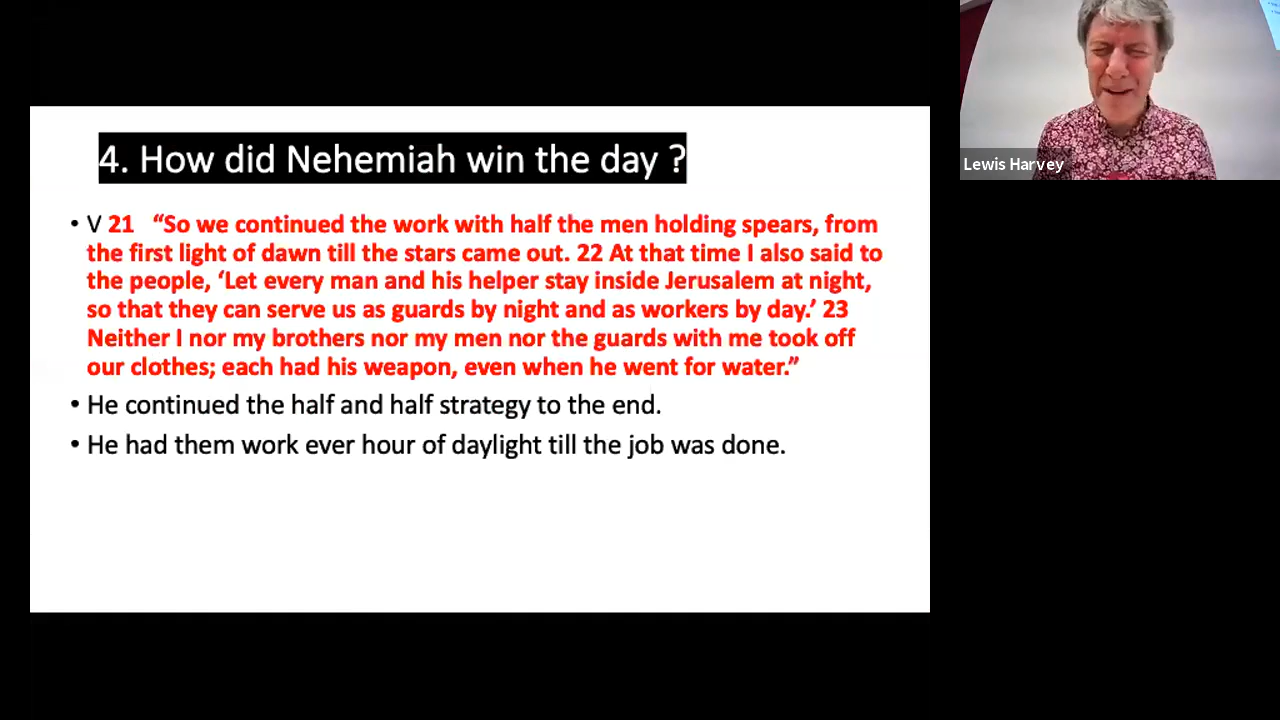 4. How did Nehemiah win the day ?
• V 21 “So we continued the work with half the men holding spears, from
the first light of dawn till the stars came out. 22 At that time I also said to
the people, ‘Let every man and his helper stay inside Jerusalem at night,
so that they can serve us as guards by night and as workers by day.’ 23
Neither I nor my brothers nor my men nor the guards with me took off
our clothes; each had his weapon, even when he went for water.”
• He continued the half and half strategy to the end.
• He had them work ever hour of daylight till the job was done.
Lewis Harvey